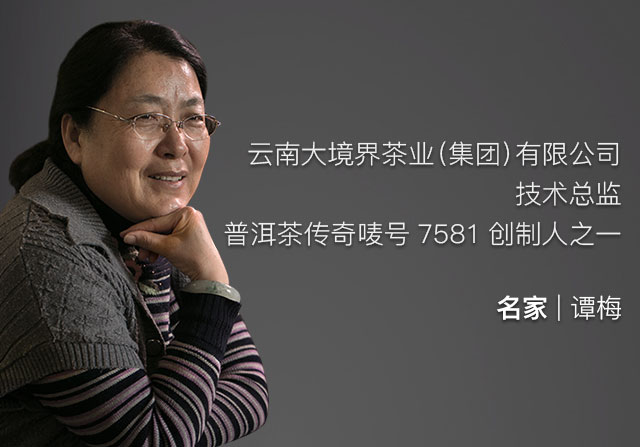 云南大境界茶业(集团)有限公司
技术总监
普洱茶传奇唛号 7581 创制人之一
名家 | 谭梅